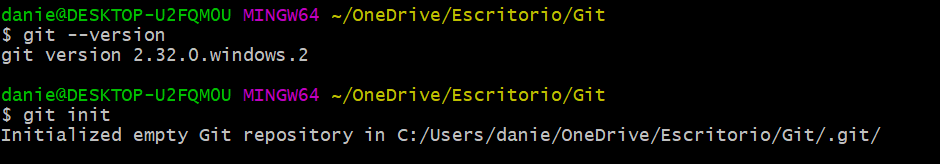 danie@DESKTOP-U2FQM0U MINGW64 ~/OneDrive/Escritorio/Git
$ git --version
git version 2.32.0.windows.2
danie@DESKTOP-U2FQM0U MINGW64 ~/OneDrive/Escritorio/Git
$ git init
Initialized empty Git repository in C:/Users/danie/OneDrive/Escritorio/Git/.git/